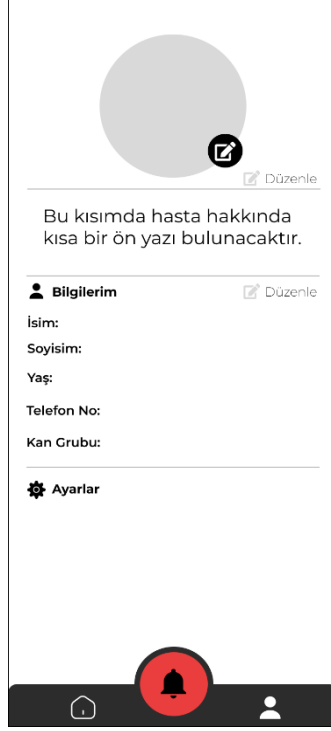 Düzenle
Bu kısımda hasta hakkında
kısa bir ön yazı bulunacaktır.
Bilgilerim
Düzenle
İsim:
Soyisim:
Yaş:
Telefon No:
Kan Grubu:
Ayarlar